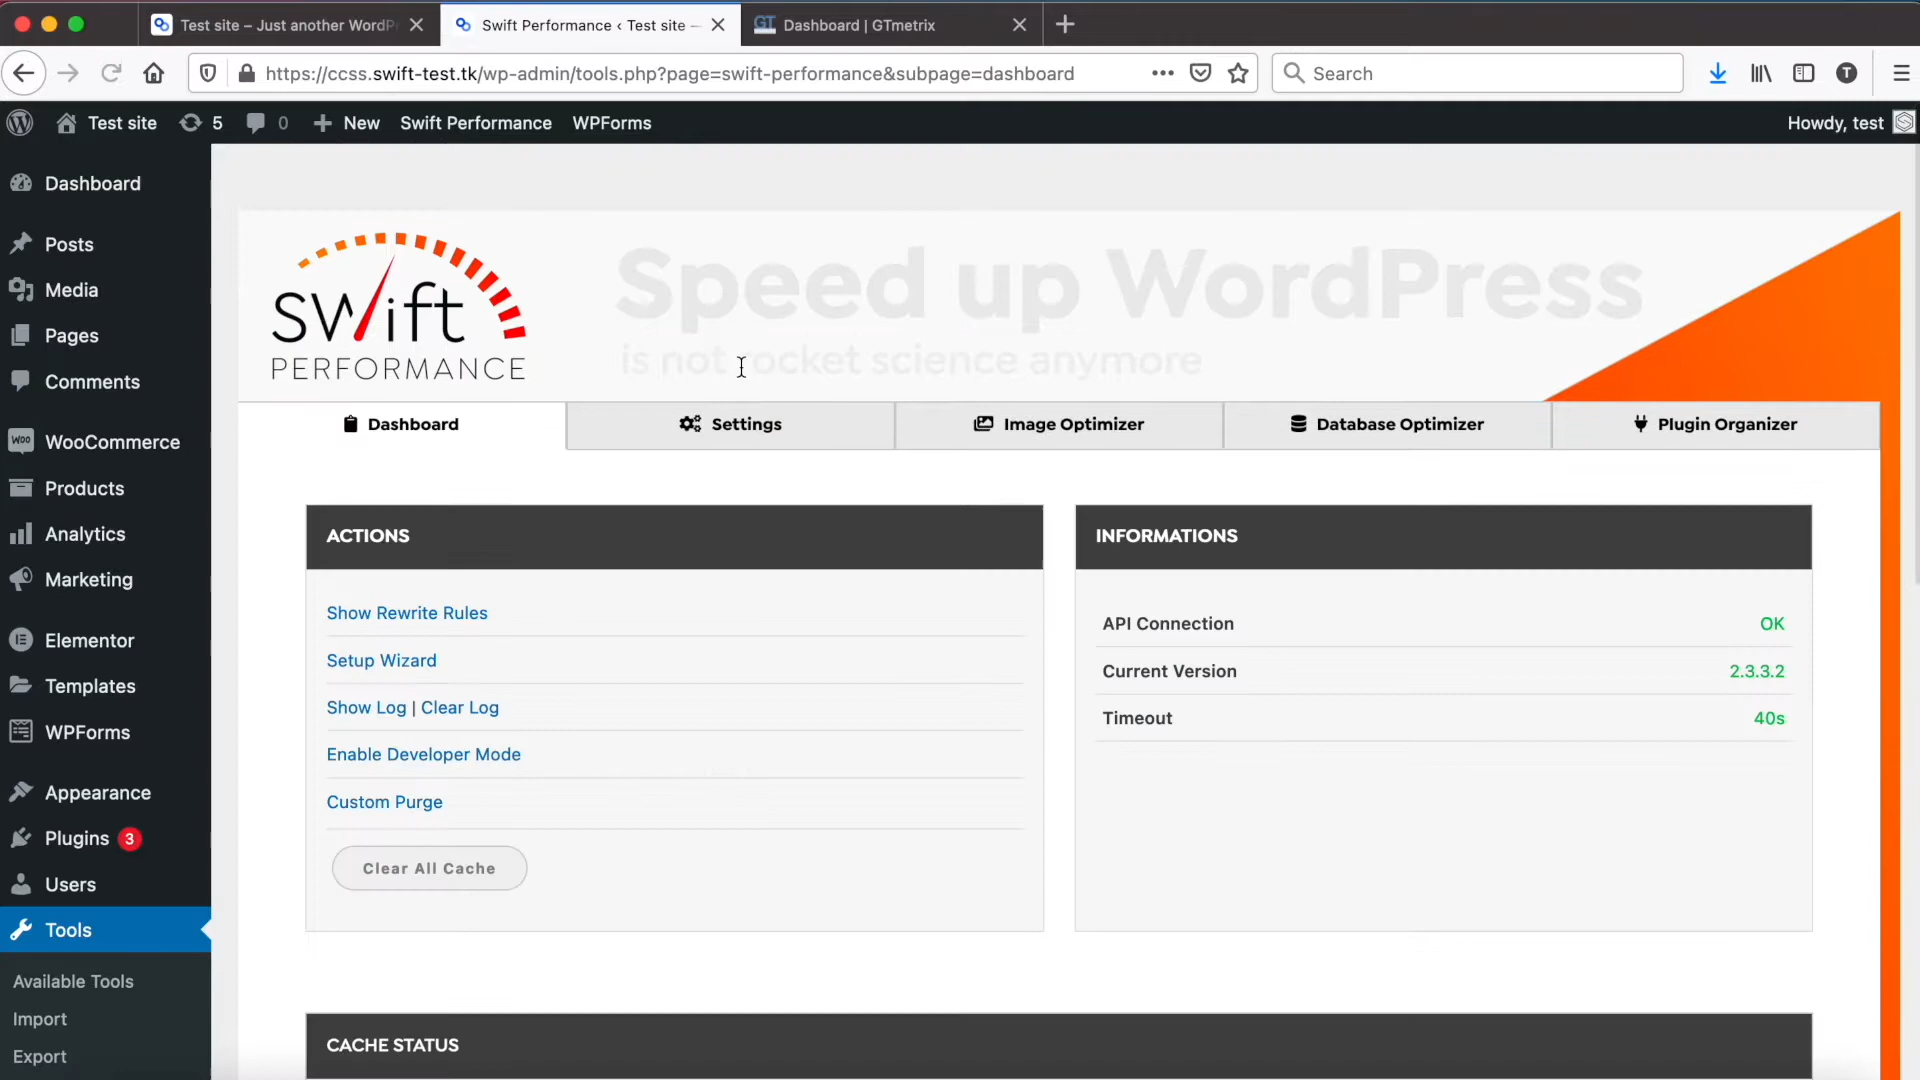 Test site – Just another WordPr
Swift Performance ‹ Test site –
GT Dashboard | GTmetrix
https://ccss.swift-test.tk/wp-admin/tools.php?page=swift-performance&subpage=dashboard
Search
T
Test site
5
0
New
Swift Performance
WPForms
Howdy, test
Dashboard
Posts
Media
Pages
Comments
Woo WooCommerce
Products
Analytics
Marketing
Elementor
Templates
WPForms
Appearance
Plugins 3
Users
Tools
Available Tools
Import
Export
swift
PERFORMANCE
Speed up WordPress
is not rocket science anymore
Dashboard
Settings
Image Optimizer
Database Optimizer
Plugin Organizer
ACTIONS
Show Rewrite Rules
Setup Wizard
Show Log | Clear Log
Enable Developer Mode
Custom Purge
Clear All Cache
INFORMATIONS
API Connection OK
Current Version 2.3.3.2
Timeout 40s
CACHE STATUS